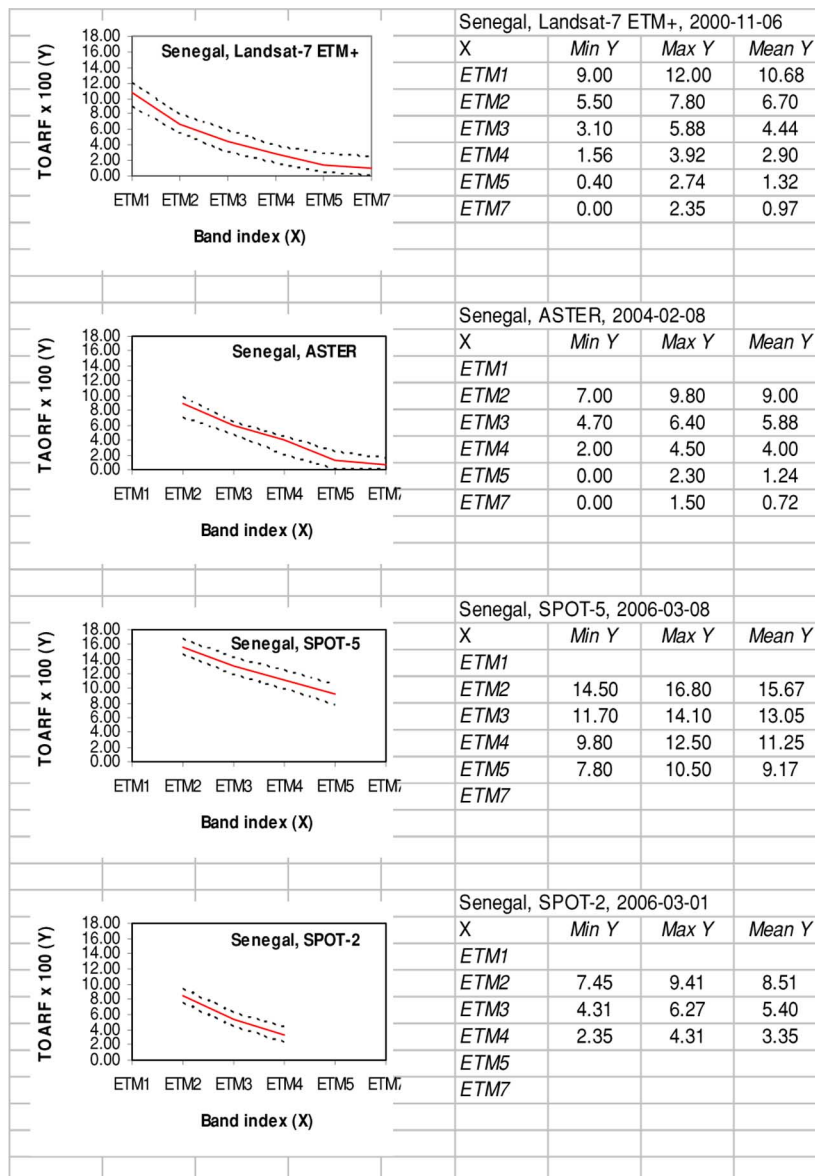 Senegal, Landsat-7 ETM+
TOARF x 100 (Y)
18.00
16.00
14.00
12.00
10.00
8.00
6.00
4.00
2.00
0.00
ETM1 ETM2 ETM3 ETM4 ETM5 ETM7
Band index (X)
Senegal, Landsat-7 ETM+, 2000-11-06
X Min Y Max Y Mean Y
ETM1 9.00 12.00 10.68
ETM2 5.50 7.80 6.70
ETM3 3.10 5.88 4.44
ETM4 1.56 3.92 2.90
ETM5 0.40 2.74 1.32
ETM7 0.00 2.35 0.97
Senegal, ASTER
TAORF x 100 (Y)
18.00
16.00
14.00
12.00
10.00
8.00
6.00
4.00
2.00
0.00
ETM1 ETM2 ETM3 ETM4 ETM5 ETM7
Band index (X)
Senegal, ASTER, 2004-02-08
X Min Y Max Y Mean Y
ETM1
ETM2 7.00 9.80 9.00
ETM3 4.70 6.40 5.88
ETM4 2.00 4.50 4.00
ETM5 0.00 2.30 1.24
ETM7 0.00 1.50 0.72
Senegal, SPOT-5
TOARF x 100 (Y)
18.00
16.00
14.00
12.00
10.00
8.00
6.00
4.00
2.00
0.00
ETM1 ETM2 ETM3 ETM4 ETM5 ETM7
Band index (X)
Senegal, SPOT-5, 2006-03-08
X Min Y Max Y Mean Y
ETM1
ETM2 14.50 16.80 15.67
ETM3 11.70 14.10 13.05
ETM4 9.80 12.50 11.25
ETM5 7.80 10.50 9.17
ETM7
Senegal, SPOT-2
TOARF x 100 (Y)
18.00
16.00
14.00
12.00
10.00
8.00
6.00
4.00
2.00
0.00
ETM1 ETM2 ETM3 ETM4 ETM5 ETM7
Band index (X)
Senegal, SPOT-2, 2006-03-01
X Min Y Max Y Mean Y
ETM1
ETM2 7.45 9.41 8.51
ETM3 4.31 6.27 5.40
ETM4 2.35 4.31 3.35
ETM5
ETM7